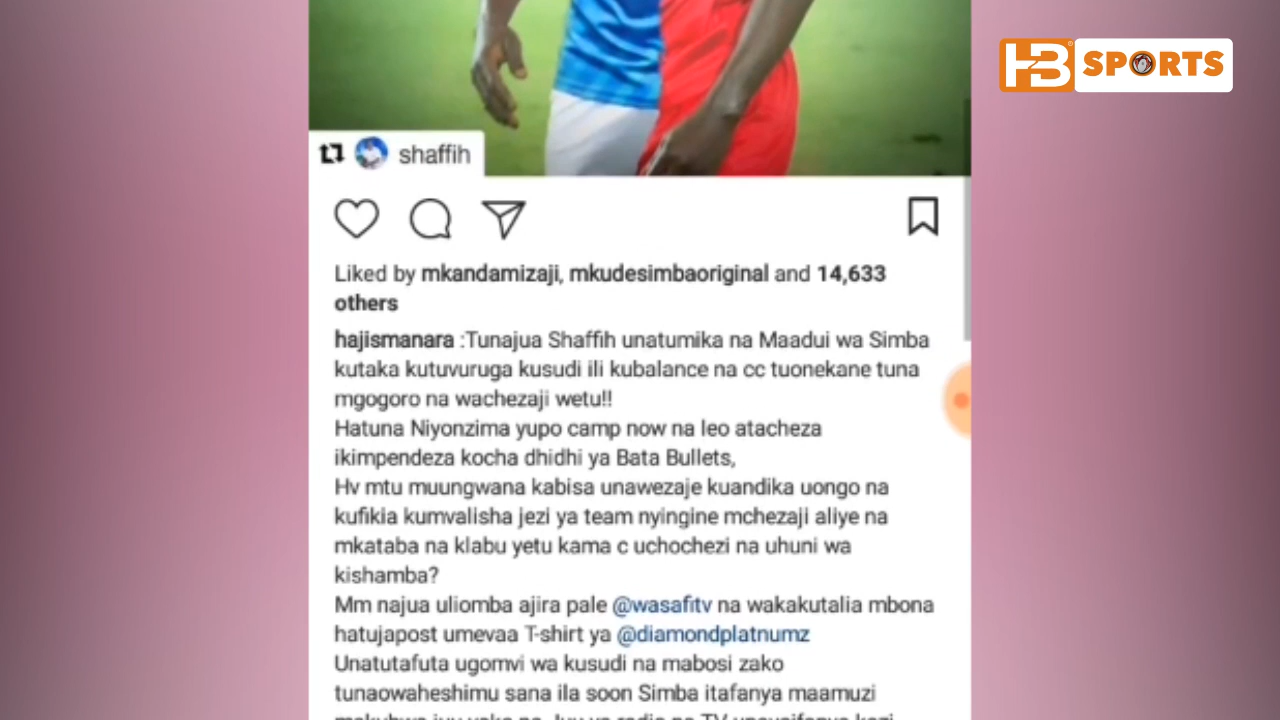 HB SPORTS
shaffih
Liked by mkandamizaji, mkudesimbaoriginal and 14,633
others
hajismanara :Tunajua Shaffih unatumika na Maadui wa Simba
kutaka kutuvuruga kusudi ili kubalance na cc tuonekane tuna
mgogoro na wachezaji wetu!!
Hatuna Niyonzima yupo camp now na leo atacheza
ikimpendeza kocha dhidhi ya Bata Bullets,
Hv mtu muungwana kabisa unawezaje kuandika uongo na
kufikia kumvalisha jezi ya team nyingine mchezaji aliye na
mkataba na klabu yetu kama c uchochezi na uhuni wa
kishamba?
Mm najua uliomba ajira pale @wasafitv na wakakutalia mbona
hatujapost umevaa T-shirt ya @diamondplatnumz
Unatutafuta ugomvi wa kusudi na mabosi zako
tunaowaheshimu sana ila soon Simba itafanya maamuzi